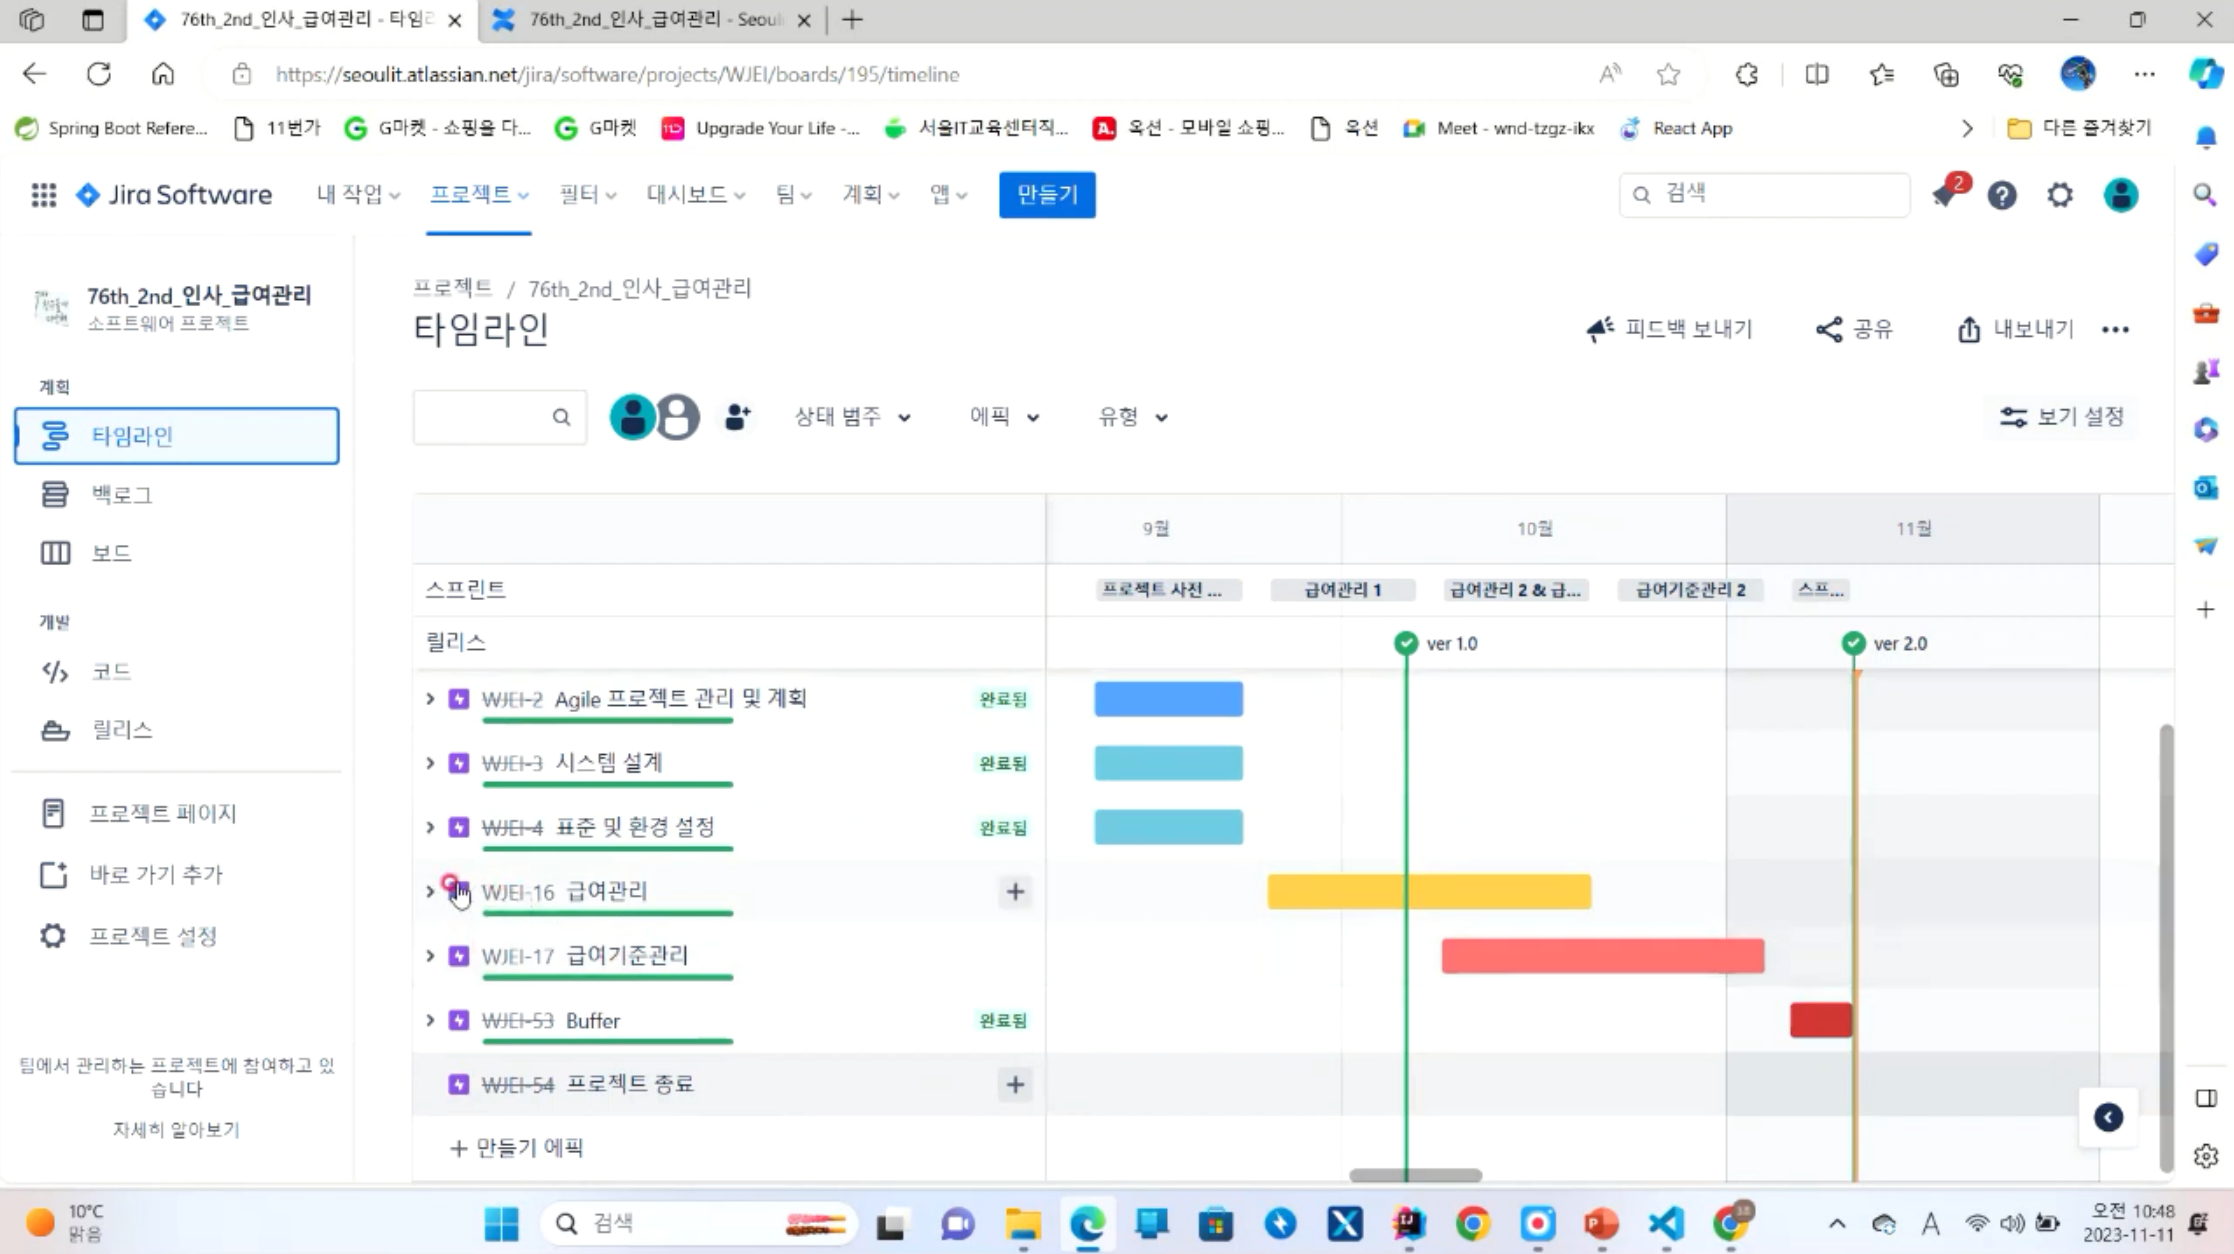 76th_2nd_인사_급여관리 - 타임라
76th_2nd_인사_급여관리 - Seoul
https://seoulit.atlassian.net/jira/software/projects/WJEI/boards/195/timeline
Spring Boot Refere...
11번가
G마켓 - 쇼핑을 다...
G마켓
Upgrade Your Life -...
서울IT교육센터직...
옥션 - 모바일 쇼핑...
옥션
Meet - wnd-tzgz-ikx
React App
다른 즐겨찾기
Jira Software
내 작업
프로젝트
필터
대시보드
팀
계획
앱
만들기
검색
2
76th_2nd_인사_급여관리
소프트웨어 프로젝트
계획
타임라인
백로그
보드
개발
코드
릴리스
프로젝트 페이지
바로 가기 추가
프로젝트 설정
팀에서 관리하는 프로젝트에 참여하고 있
습니다
자세히 알아보기
프로젝트 / 76th_2nd_인사_급여관리
타임라인
피드백 보내기
공유
내보내기
상태 범주
에픽
유형
보기 설정
9월
10월
11월
스프린트
프로젝트 사전 ...
급여관리 1
급여관리 2 & 급...
급여기준관리 2
스프...
릴리스
ver 1.0
ver 2.0
WJEI-2 Agile 프로젝트 관리 및 계획
완료됨
WJEI-3 시스템 설계
완료됨
WJEI-4 표준 및 환경 설정
완료됨
WJEI-16 급여관리
WJEI-17 급여기준관리
WJEI-53 Buffer
완료됨
WJEI-54 프로젝트 종료
+ 만들기 에픽
10°C
맑음
검색
A
오전 10:48
2023-11-11